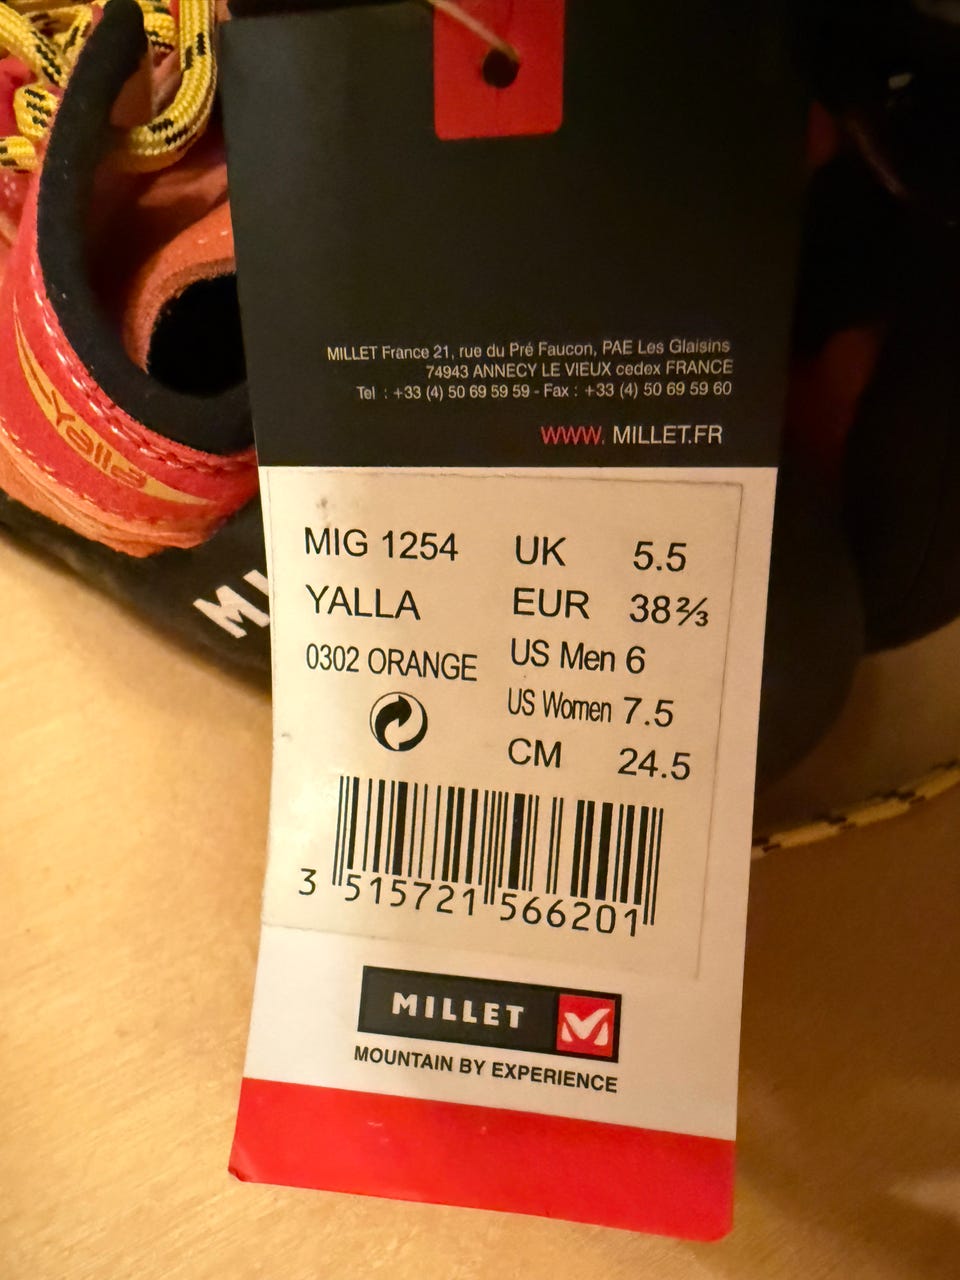 MILLET France 21, rue du Pré Faucon, PAE Les Glaisins
74943 ANNECY LE VIEUX cedex FRANCE
Tel : +33 (4) 50 69 59 59 - Fax : +33 (4) 50 69 59 60
WWW. MILLET.FR
Yalla
MI
MIG 1254 UK 5.5
YALLA EUR 38⅔
0302 ORANGE US Men 6
US Women 7.5
CM 24.5
3 515721 566201
MILLET
MOUNTAIN BY EXPERIENCE